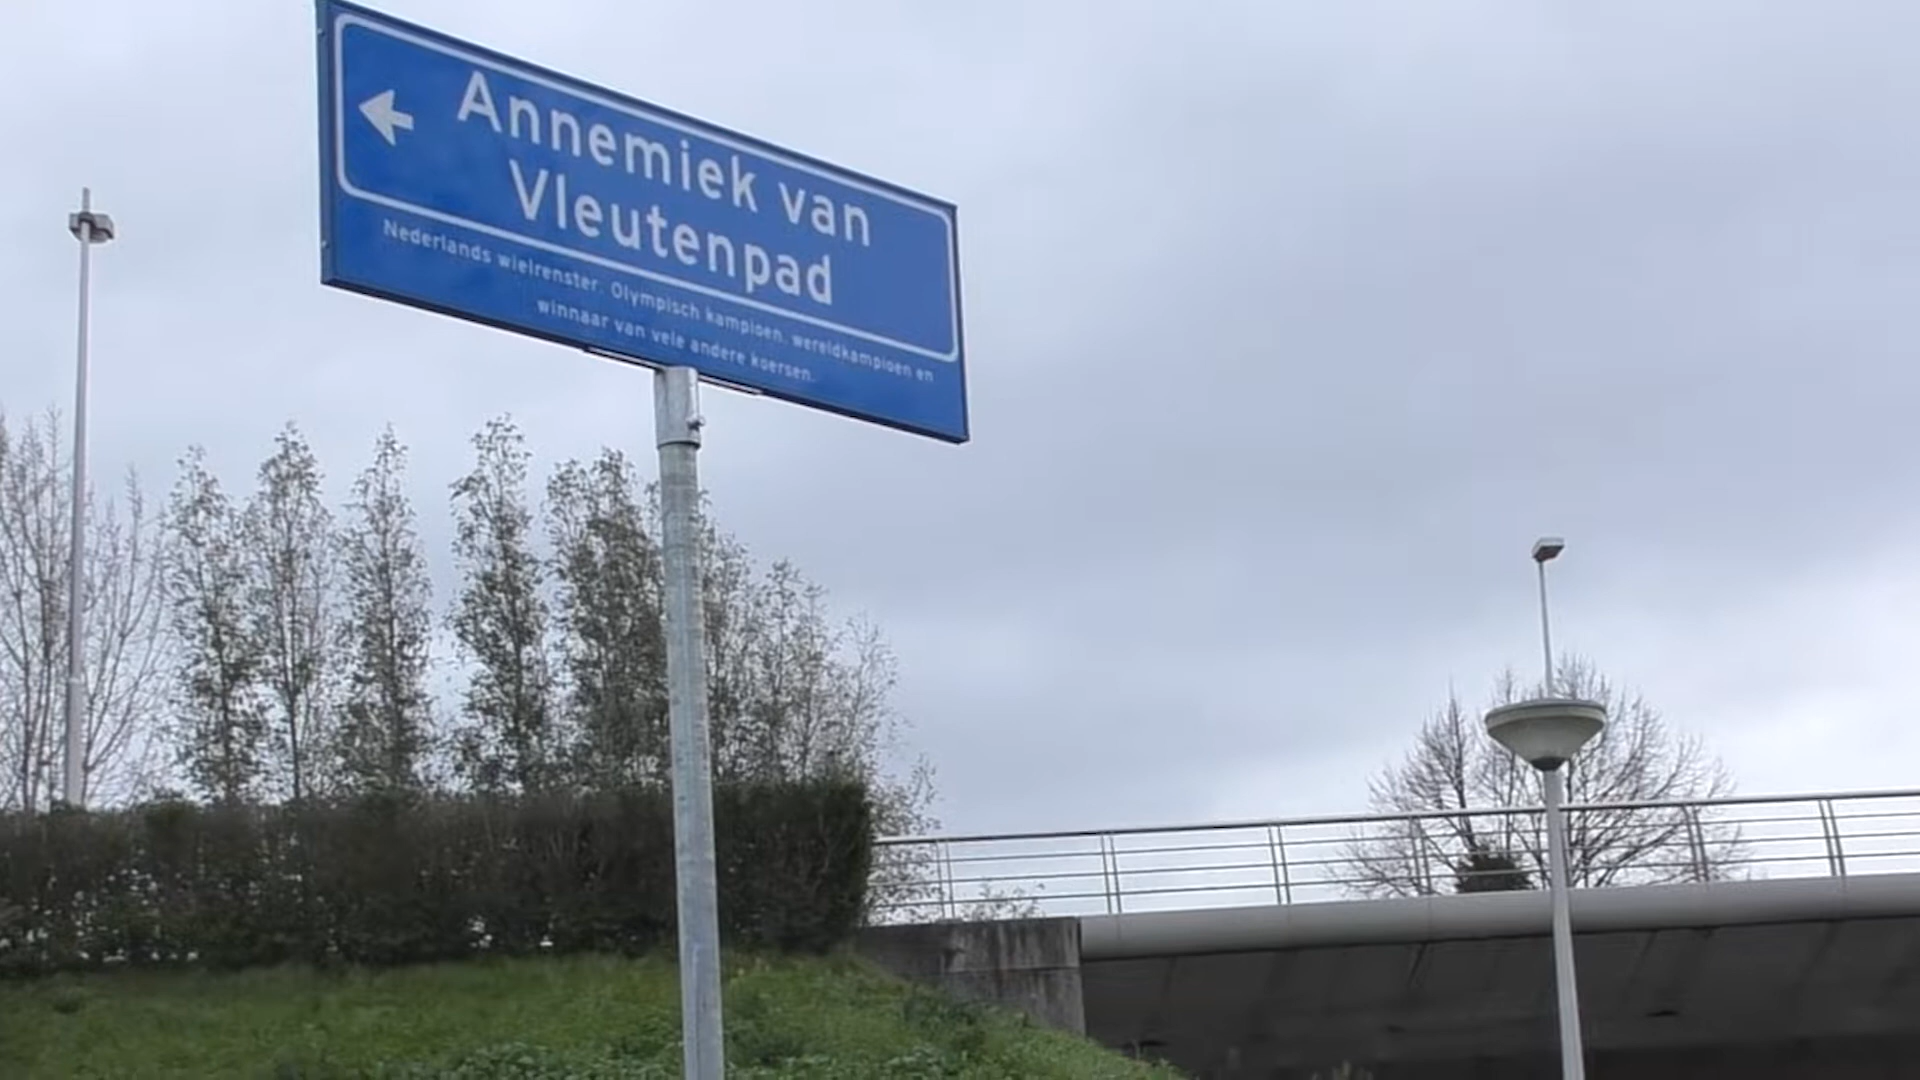 Annemiek van
Vleutenpad
Nederlands wielrenster. Olympisch kampioen, wereldkampioen en
winnaar van vele andere koersen.